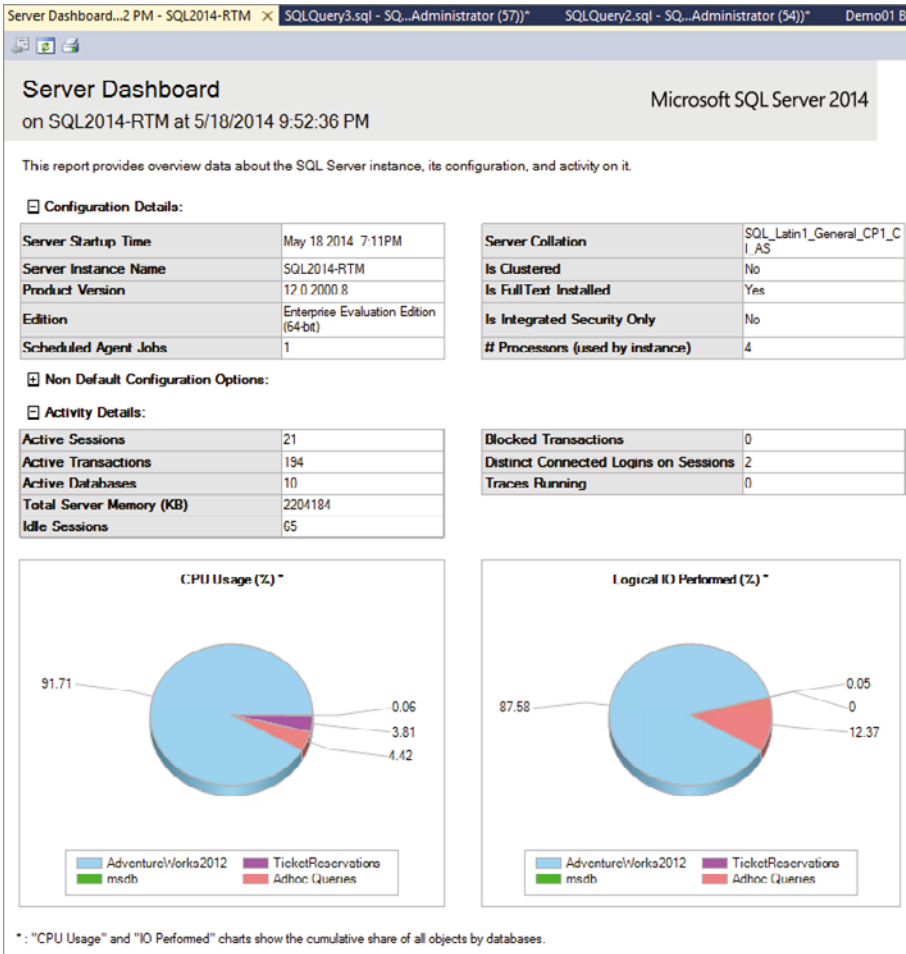 Server Dashboard...2 PM - SQL2014-RTM × SQLQuery3.sql - SQ...Administrator (57))* SQLQuery2.sql - SQ...Administrator (54))* Demo01 B
Server Dashboard
on SQL2014-RTM at 5/18/2014 9:52:36 PM
Microsoft SQL Server 2014
This report provides overview data about the SQL Server instance, its configuration, and activity on it.
Configuration Details:
Server Startup Time May 18 2014 7:11PM
Server Instance Name SQL2014-RTM
Product Version 12.0.2000.8
Edition Enterprise Evaluation Edition
(64-bit)
Scheduled Agent Jobs 1
Server Collation SQL_Latin1_General_CP1_C
I_AS
Is Clustered No
Is FullText Installed Yes
Is Integrated Security Only No
# Processors (used by instance) 4
Non Default Configuration Options:
Activity Details:
Active Sessions 21
Active Transactions 194
Active Databases 10
Total Server Memory (KB) 2204184
Idle Sessions 65
Blocked Transactions 0
Distinct Connected Logins on Sessions 2
Traces Running 0
CPU Usage (%) *
91.71
0.06
3.81
4.42
AdventureWorks2012 TicketReservations
msdb Adhoc Queries
Logical IO Performed (%) *
87.58
0.05
0
12.37
AdventureWorks2012 TicketReservations
msdb Adhoc Queries
* : "CPU Usage" and "IO Performed" charts show the cumulative share of all objects by databases.